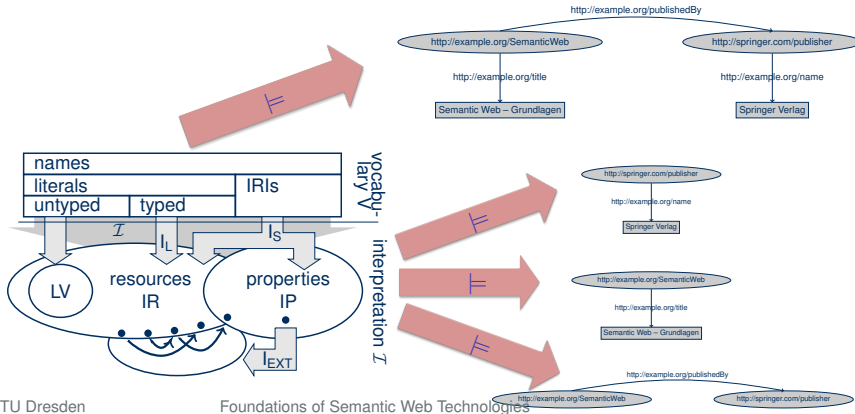 http://example.org/publishedBy
http://example.org/SemanticWeb
http://springer.com/publisher
http://example.org/title
http://example.org/name
Semantic Web – Grundlagen
Springer Verlag
⊨
names
literals
IRIs
untyped
typed
vocabu-
lary V
I
I_L
I_S
LV
resources
IR
properties
IP
I_EXT
interpretation I
⊨
⊨
⊨
http://springer.com/publisher
http://example.org/name
Springer Verlag
http://example.org/SemanticWeb
http://example.org/title
Semantic Web – Grundlagen
http://example.org/publishedBy
http://example.org/SemanticWeb
http://springer.com/publisher
TU Dresden
Foundations of Semantic Web Technologies